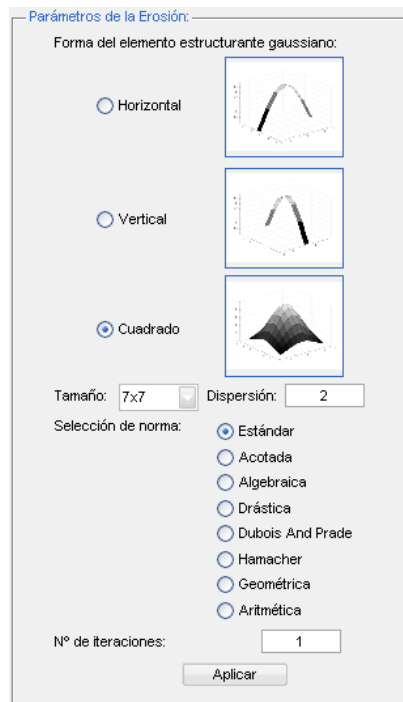 Parámetros de la Erosión:
Forma del elemento estructurante gaussiano:
Horizontal
Vertical
Cuadrado
Tamaño: 7x7 Dispersión: 2
Selección de norma:
Estándar
Acotada
Algebraica
Drástica
Dubois And Prade
Hamacher
Geométrica
Aritmética
Nº de iteraciones: 1
Aplicar